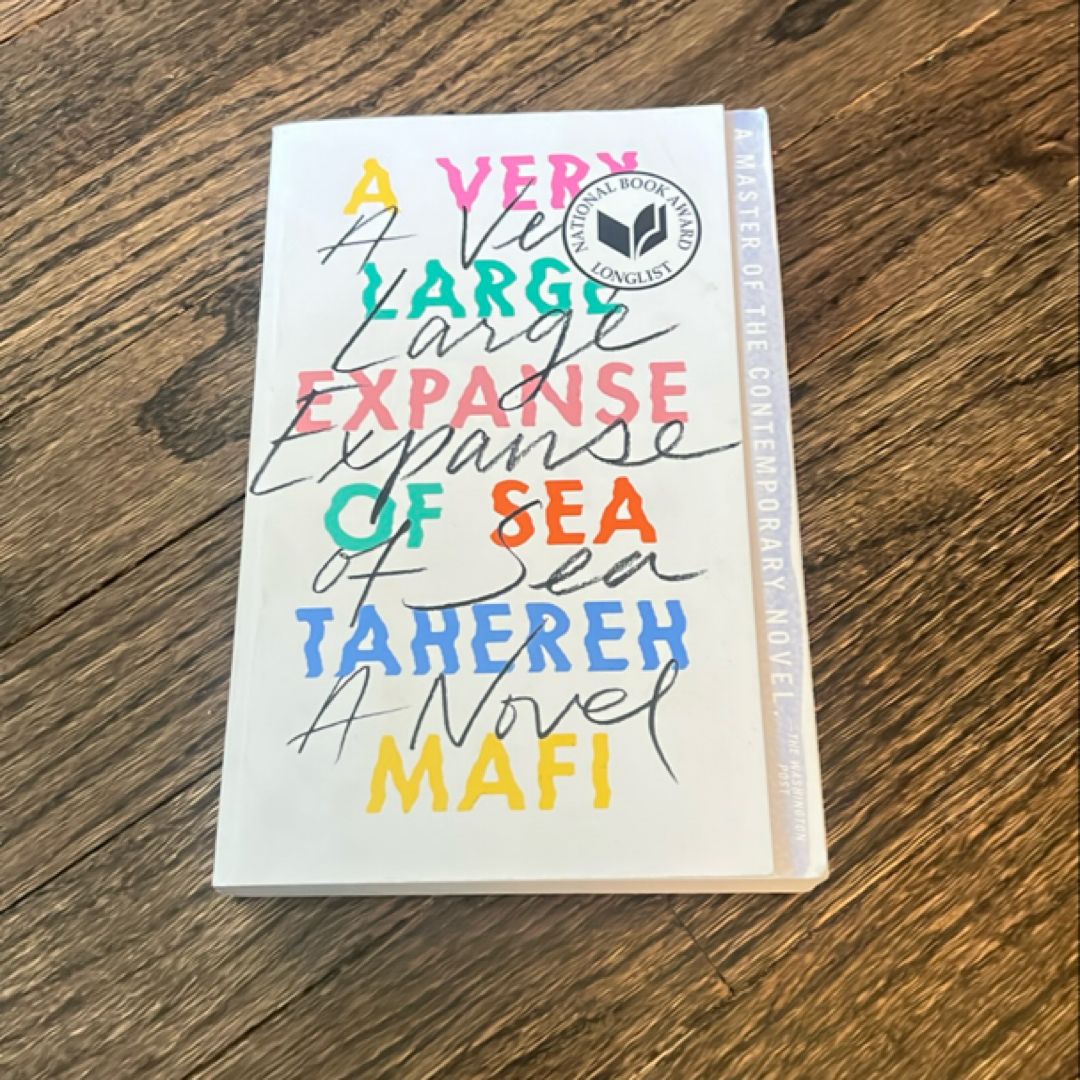 A VERY
A Ve
NATIONAL BOOK AWARD
LONGLIST
LARGE
Large
EXPANSE
Expanse
OF SEA
of Sea
TAHEREH
A Novel
MAFI
A MASTER OF THE CONTEMPORARY NOVEL.
—THE WASHINGTON
POST